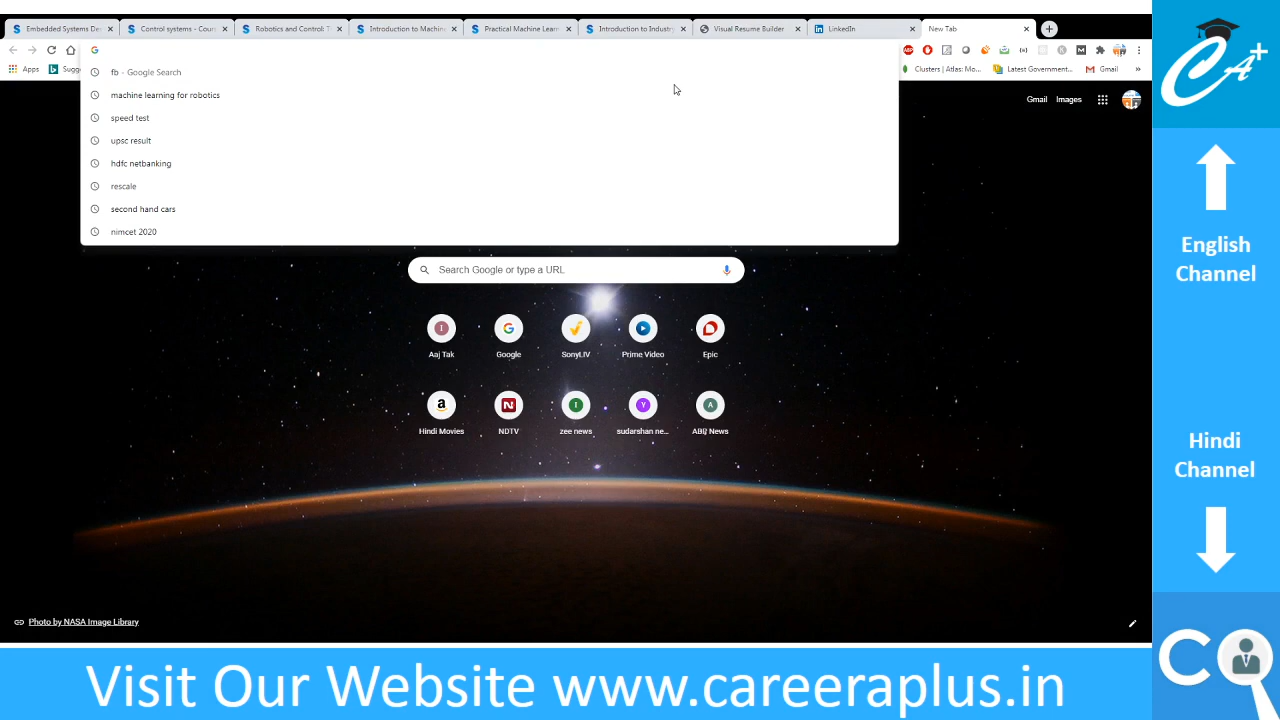 Embedded Systems De
Control systems - Cours
Robotics and Control: T
Introduction to Machin
Practical Machine Learn
Introduction to Industry
Visual Resume Builder
LinkedIn
New Tab
Apps
Sugg
Clusters | Atlas: Mo...
Latest Government...
Gmail
»
fb - Google Search
machine learning for robotics
speed test
upsc result
hdfc netbanking
rescale
second hand cars
nimcet 2020
Gmail
Images
Search Google or type a URL
Aaj Tak
Google
SonyLIV
Prime Video
Epic
Hindi Movies
NDTV
zee news
sudarshan ne...
ABP News
Photo by NASA Image Library
CA+
English
Channel
Hindi
Channel
Visit Our Website www.careeraplus.in